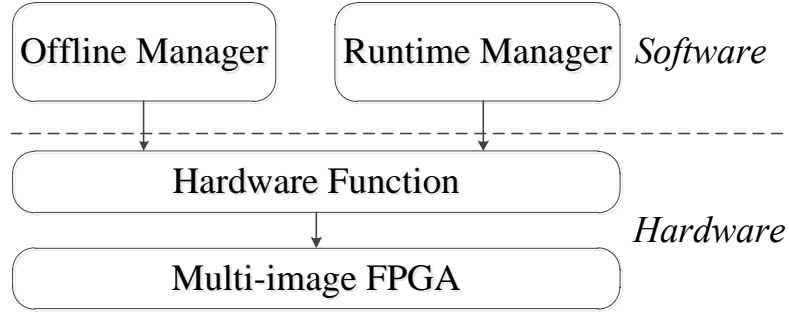 Offline Manager
Runtime Manager
Software
Hardware Function
Hardware
Multi-image FPGA